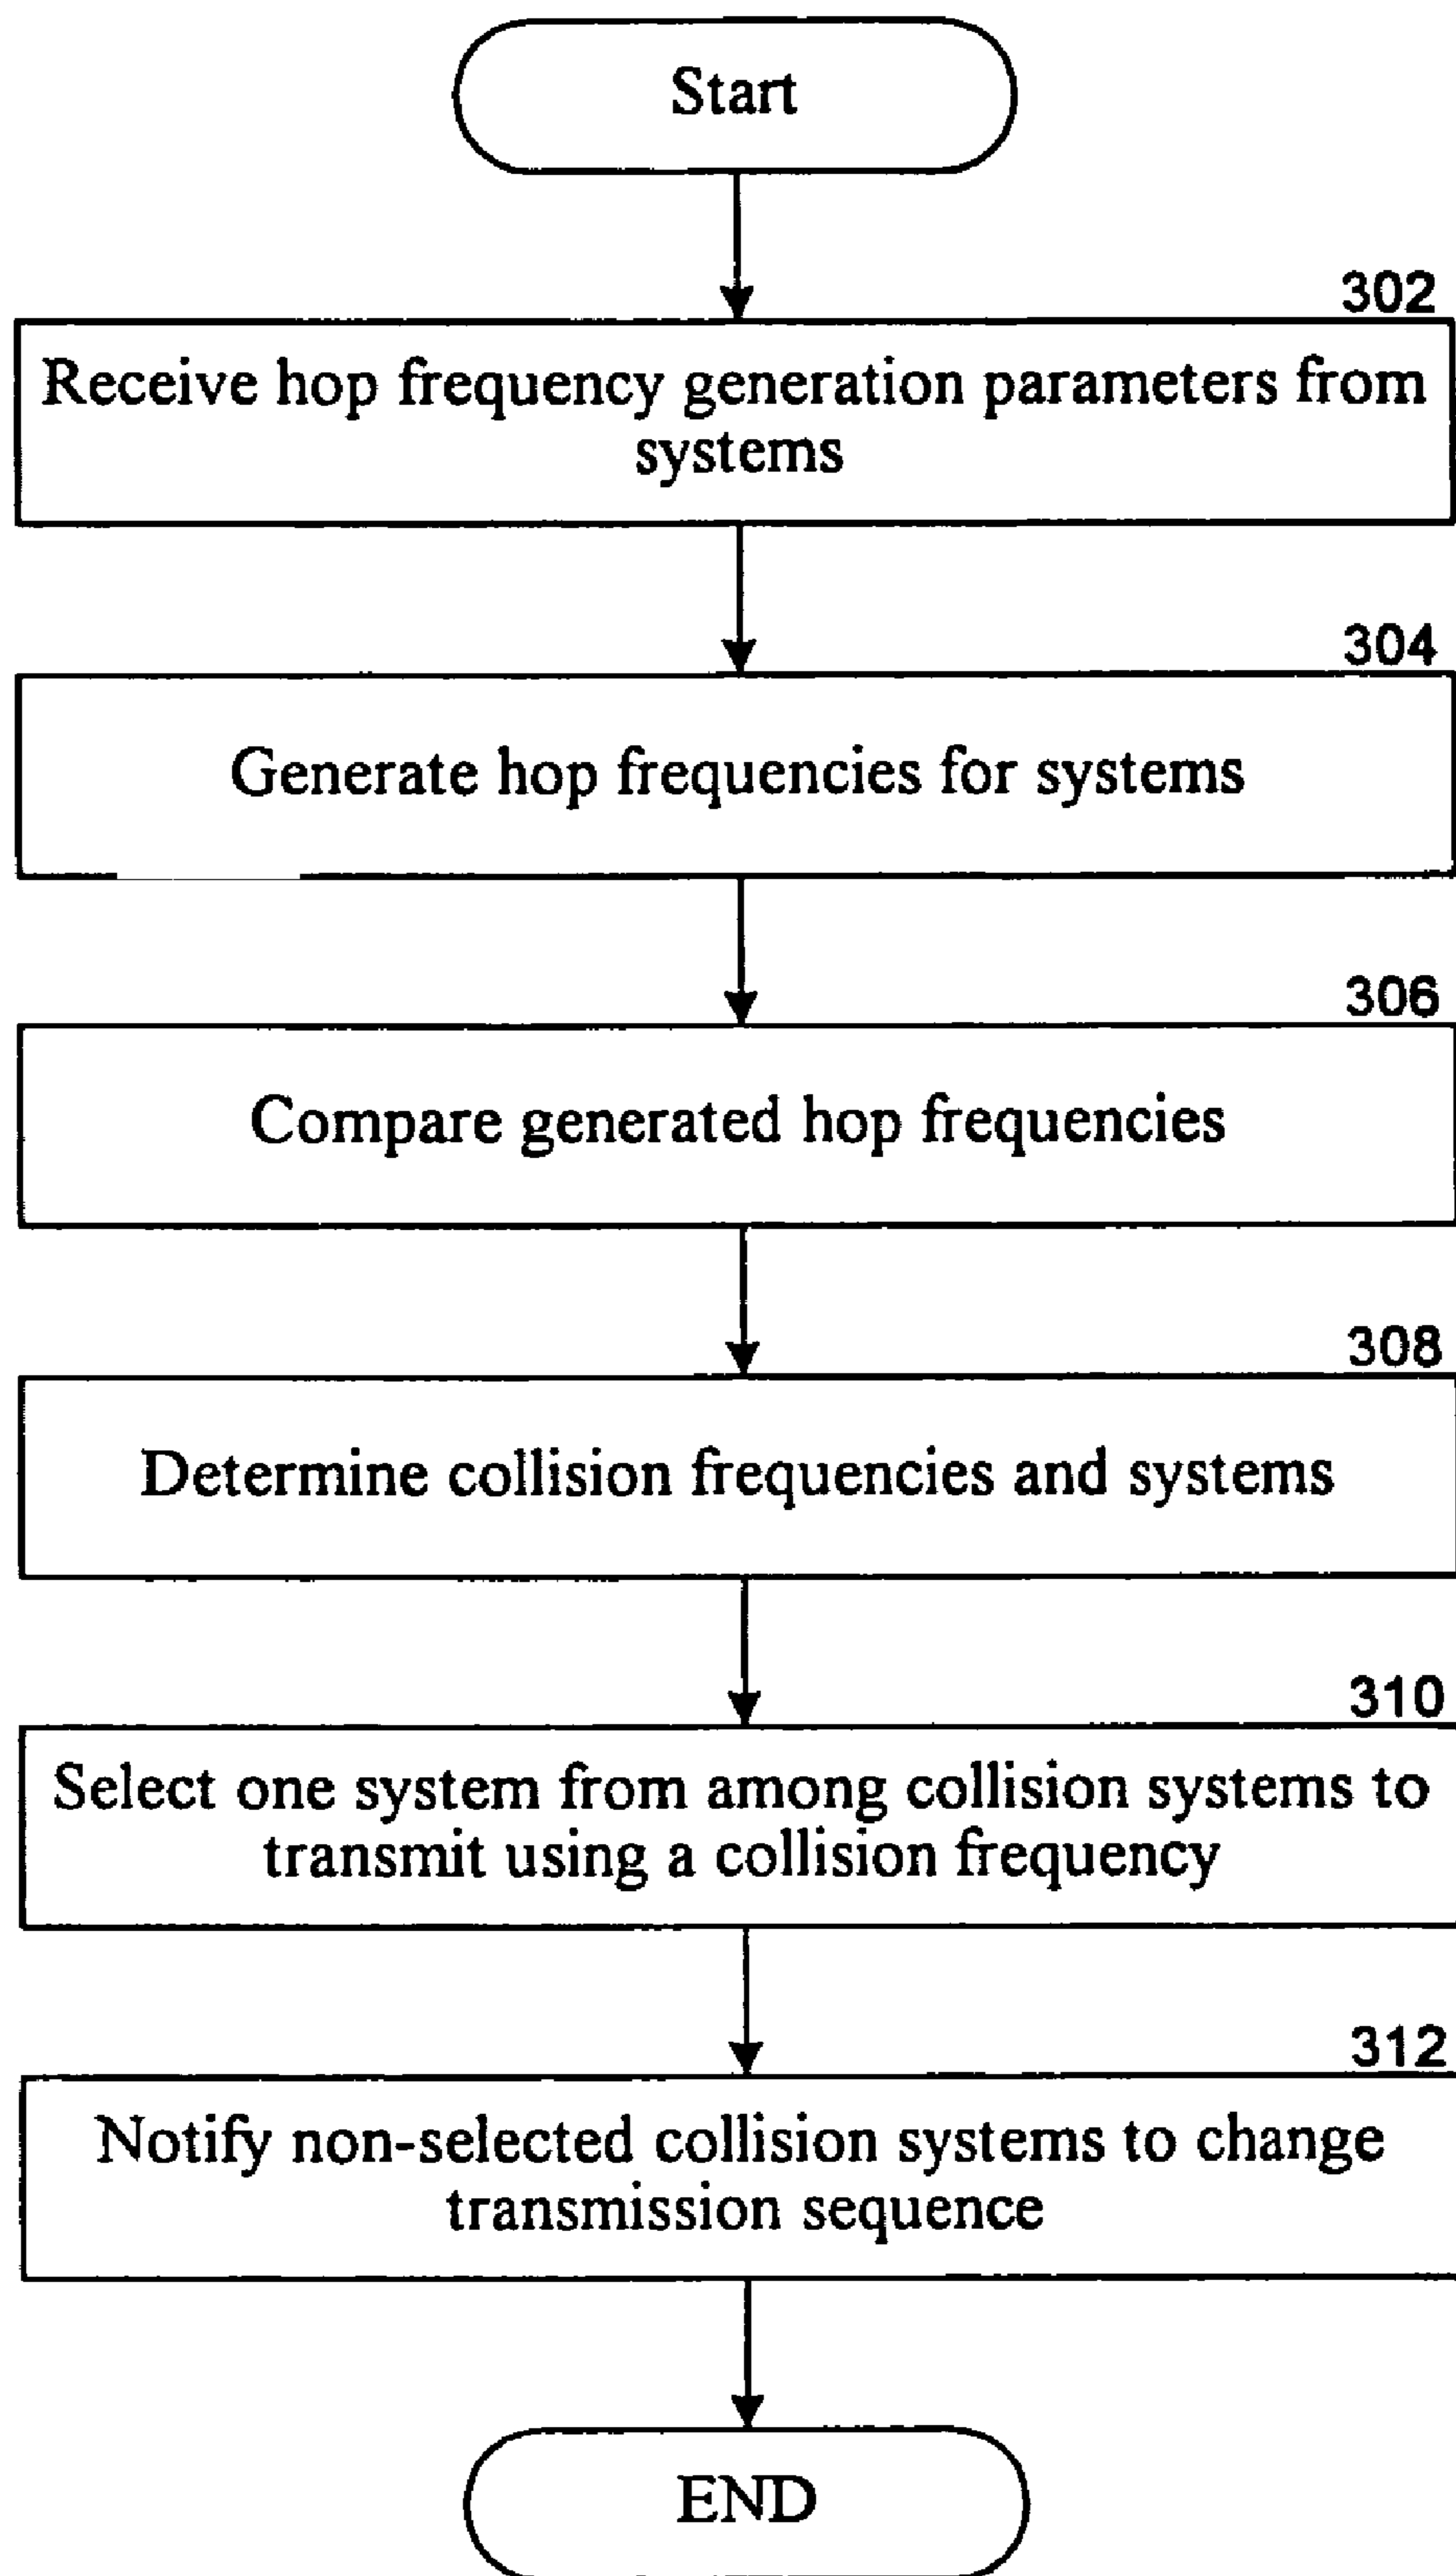 Start
302
Receive hop frequency generation parameters from
systems
304
Generate hop frequencies for systems
306
Compare generated hop frequencies
308
Determine collision frequencies and systems
310
Select one system from among collision systems to
transmit using a collision frequency
312
Notify non-selected collision systems to change
transmission sequence
END